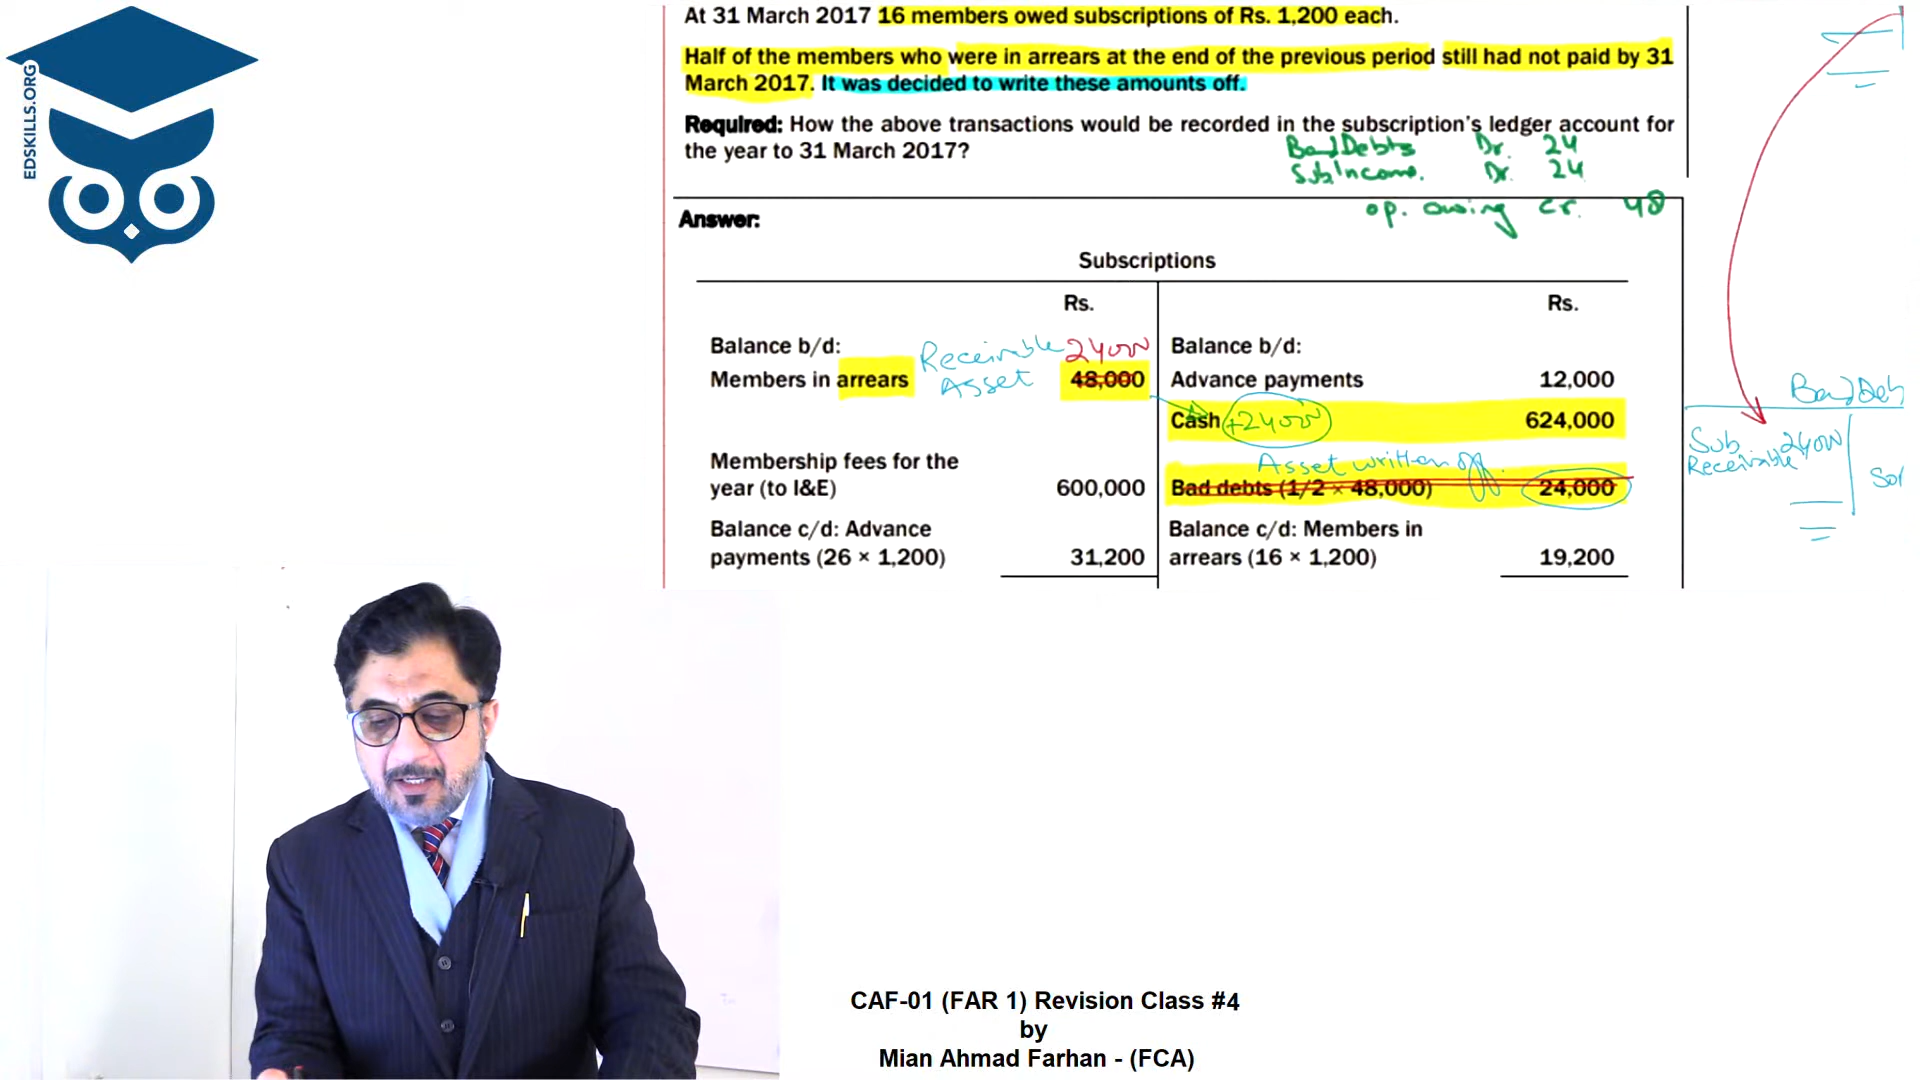 EDSKILLS.ORG
At 31 March 2017 16 members owed subscriptions of Rs. 1,200 each.
Half of the members who were in arrears at the end of the previous period still had not paid by 31
March 2017. It was decided to write these amounts off.
Required: How the above transactions would be recorded in the subscription's ledger account for
the year to 31 March 2017?
Bad Debts Dr. 24
Sub Income. Dr. 24
op. owing Cr. 48
Answer:
Subscriptions
Rs. Rs.
Balance b/d: Receivable 24000 Balance b/d:
Members in arrears Asset 48,000 Advance payments 12,000
Cash +24000 624,000
Asset written off.
Membership fees for the
year (to I&E) 600,000 Bad debts (1/2 × 48,000) 24,000
Balance c/d: Advance Balance c/d: Members in
payments (26 × 1,200) 31,200 arrears (16 × 1,200) 19,200
Bad Deb
Sub 24000
Receivable
CAF-01 (FAR 1) Revision Class #4
by
Mian Ahmad Farhan - (FCA)